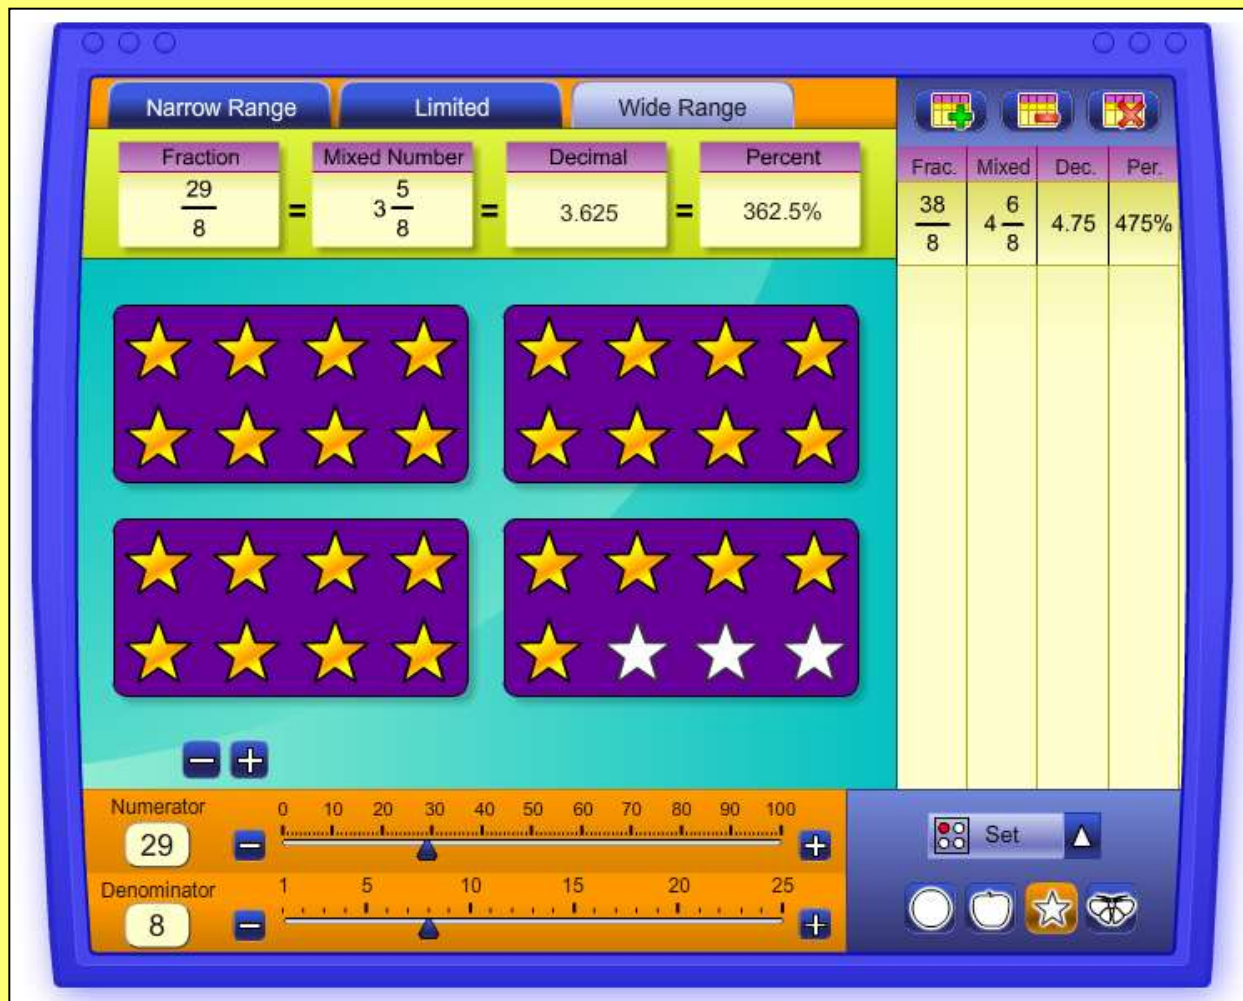 Narrow Range Limited Wide Range
Fraction Mixed Number Decimal Percent
29/8 = 3 5/8 = 3.625 = 362.5%
Frac. Mixed Dec. Per.
38/8 4 6/8 4.75 475%
Numerator
29
0 10 20 30 40 50 60 70 80 90 100
Denominator
8
1 5 10 15 20 25
Set